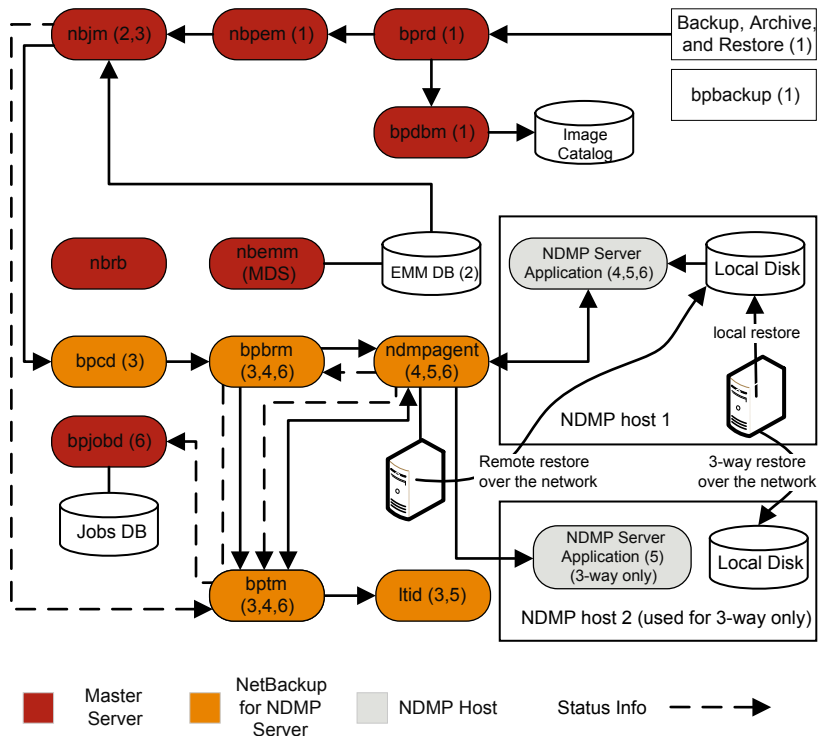 nbjm (2,3)
nbpem (1)
bprd (1)
Backup, Archive,
and Restore (1)
bpbackup (1)
bpdbm (1)
Image
Catalog
nbrb
nbemm
(MDS)
EMM DB (2)
NDMP Server
Application (4,5,6)
Local Disk
local restore
NDMP host 1
bpcd (3)
bpbrm
(3,4,6)
ndmpagent
(4,5,6)
bpjobd (6)
Jobs DB
Remote restore
over the network
3-way restore
over the network
NDMP Server
Application (5)
(3-way only)
Local Disk
NDMP host 2 (used for 3-way only)
bptm
(3,4,6)
ltid (3,5)
Master
Server
NetBackup
for NDMP
Server
NDMP Host
Status Info